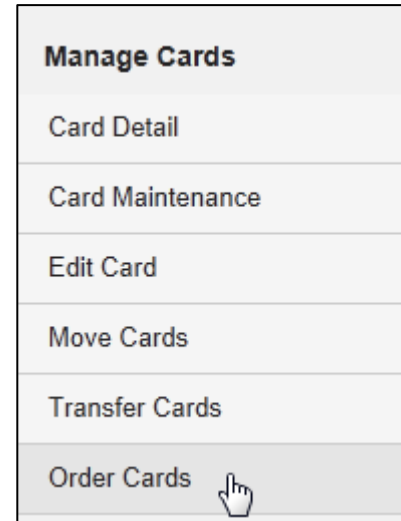 Manage Cards
Card Detail
Card Maintenance
Edit Card
Move Cards
Transfer Cards
Order Cards